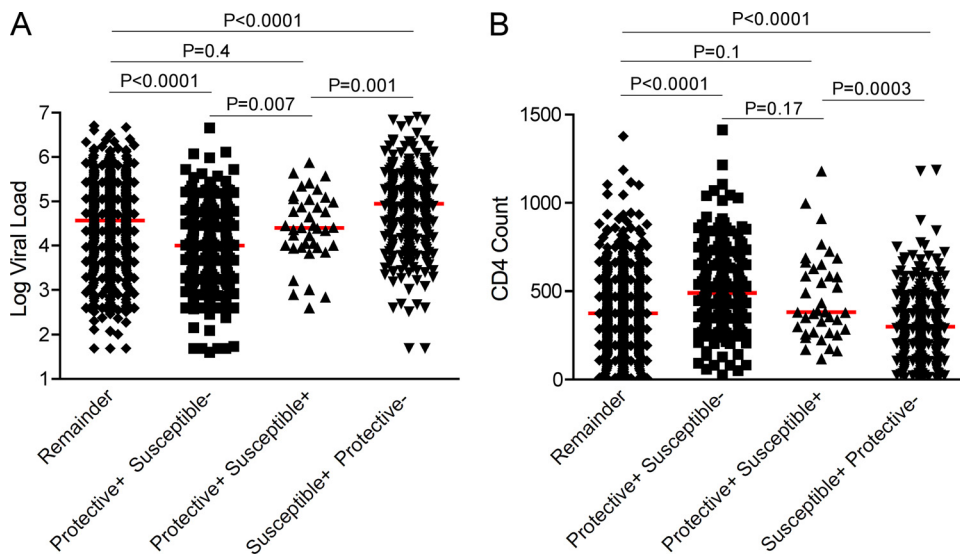 A
P<0.0001
P=0.4
P<0.0001
P=0.001
P=0.007
7
6
5
4
3
2
1
Log Viral Load
Remainder
Protective+ Susceptible-
Protective+ Susceptible+
Susceptible+ Protective-
B
P<0.0001
P=0.1
P<0.0001
P=0.0003
P=0.17
1500
1000
500
0
CD4 Count
Remainder
Protective+ Susceptible-
Protective+ Susceptible+
Susceptible+ Protective-